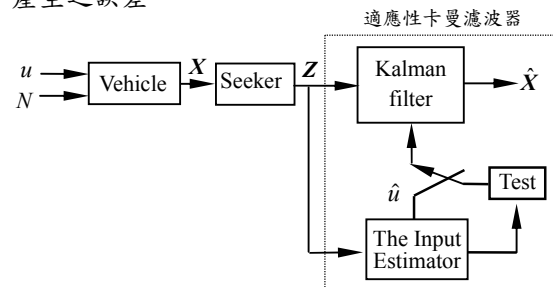 適應性卡曼濾波器
u
N
Vehicle
X
Seeker
Z
Kalman
filter
X̂
û
Test
The Input
Estimator